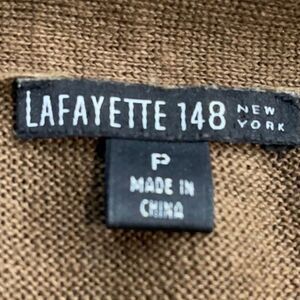 LAFAYETTE 148 NEW YORK
P
MADE IN
CHINA